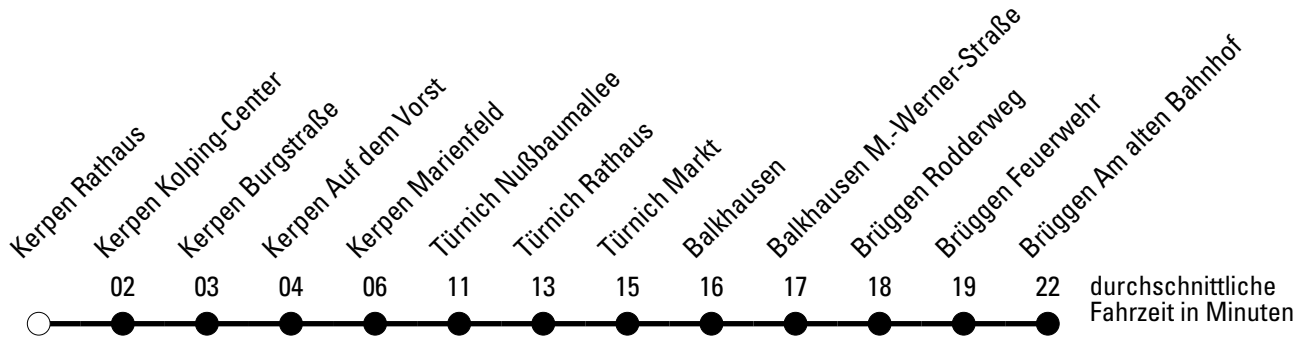 Kerpen Rathaus
Kerpen Kolping-Center
Kerpen Burgstraße
Kerpen Auf dem Vorst
Kerpen Marienfeld
Türnich Nußbaumallee
Türnich Rathaus
Türnich Markt
Balkhausen
Balkhausen M.-Werner-Straße
Brüggen Rodderweg
Brüggen Feuerwehr
Brüggen Am alten Bahnhof
02 03 04 06 11 13 15 16 17 18 19 22
durchschnittliche
Fahrzeit in Minuten